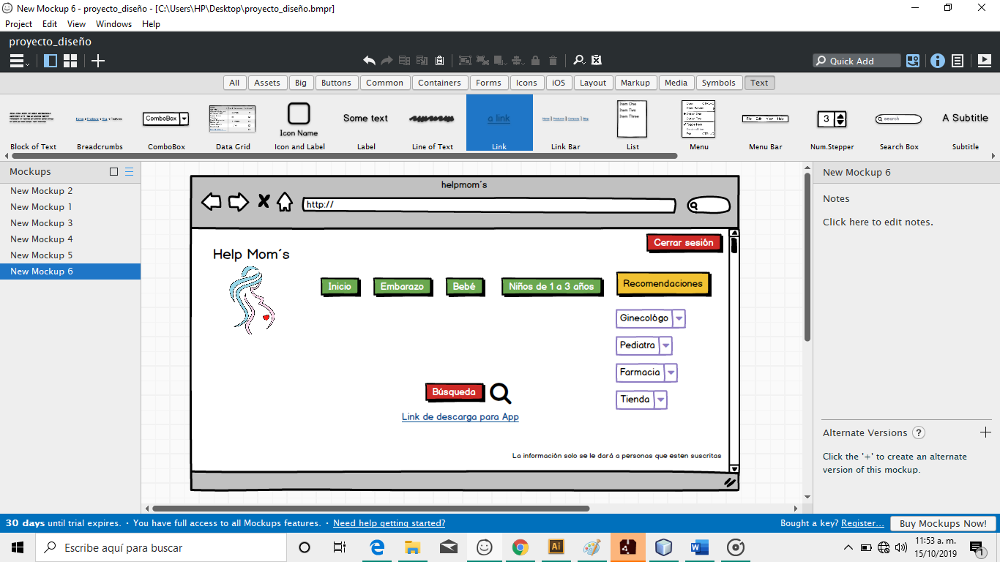 New Mockup 6 - proyecto_diseño - [C:\Users\HP\Desktop\proyecto_diseño.bmpr]
Project Edit View Windows Help
proyecto_diseño
Quick Add
All Assets Big Buttons Common Containers Forms Icons iOS Layout Markup Media Symbols Text
ComboBox Some text a link 3 search A Subtitle
Item One
Item Two
Item Three
Icon Name
Block of Text Breadcrumbs ComboBox Data Grid Icon and Label Label Line of Text Link Link Bar List Menu Menu Bar Num.Stepper Search Box Subtitle
Mockups
New Mockup 2
New Mockup 1
New Mockup 3
New Mockup 4
New Mockup 5
New Mockup 6
helpmom´s
http://
Cerrar sesión
Help Mom´s
Inicio Embarazo Bebé Niños de 1 a 3 años Recomendaciones
Ginecológo
Pediatra
Farmacia
Tienda
Búsqueda
Link de descarga para App
La información solo se le dará a personas que esten suscritas
New Mockup 6
Notes
Click here to edit notes.
Alternate Versions ?
Click the '+' to create an alternate
version of this mockup.
30 days until trial expires. · You have full access to all Mockups features. · Need help getting started?
Bought a key? Register... Buy Mockups Now!
Escribe aquí para buscar
Ai
11:53 a. m.
15/10/2019
1